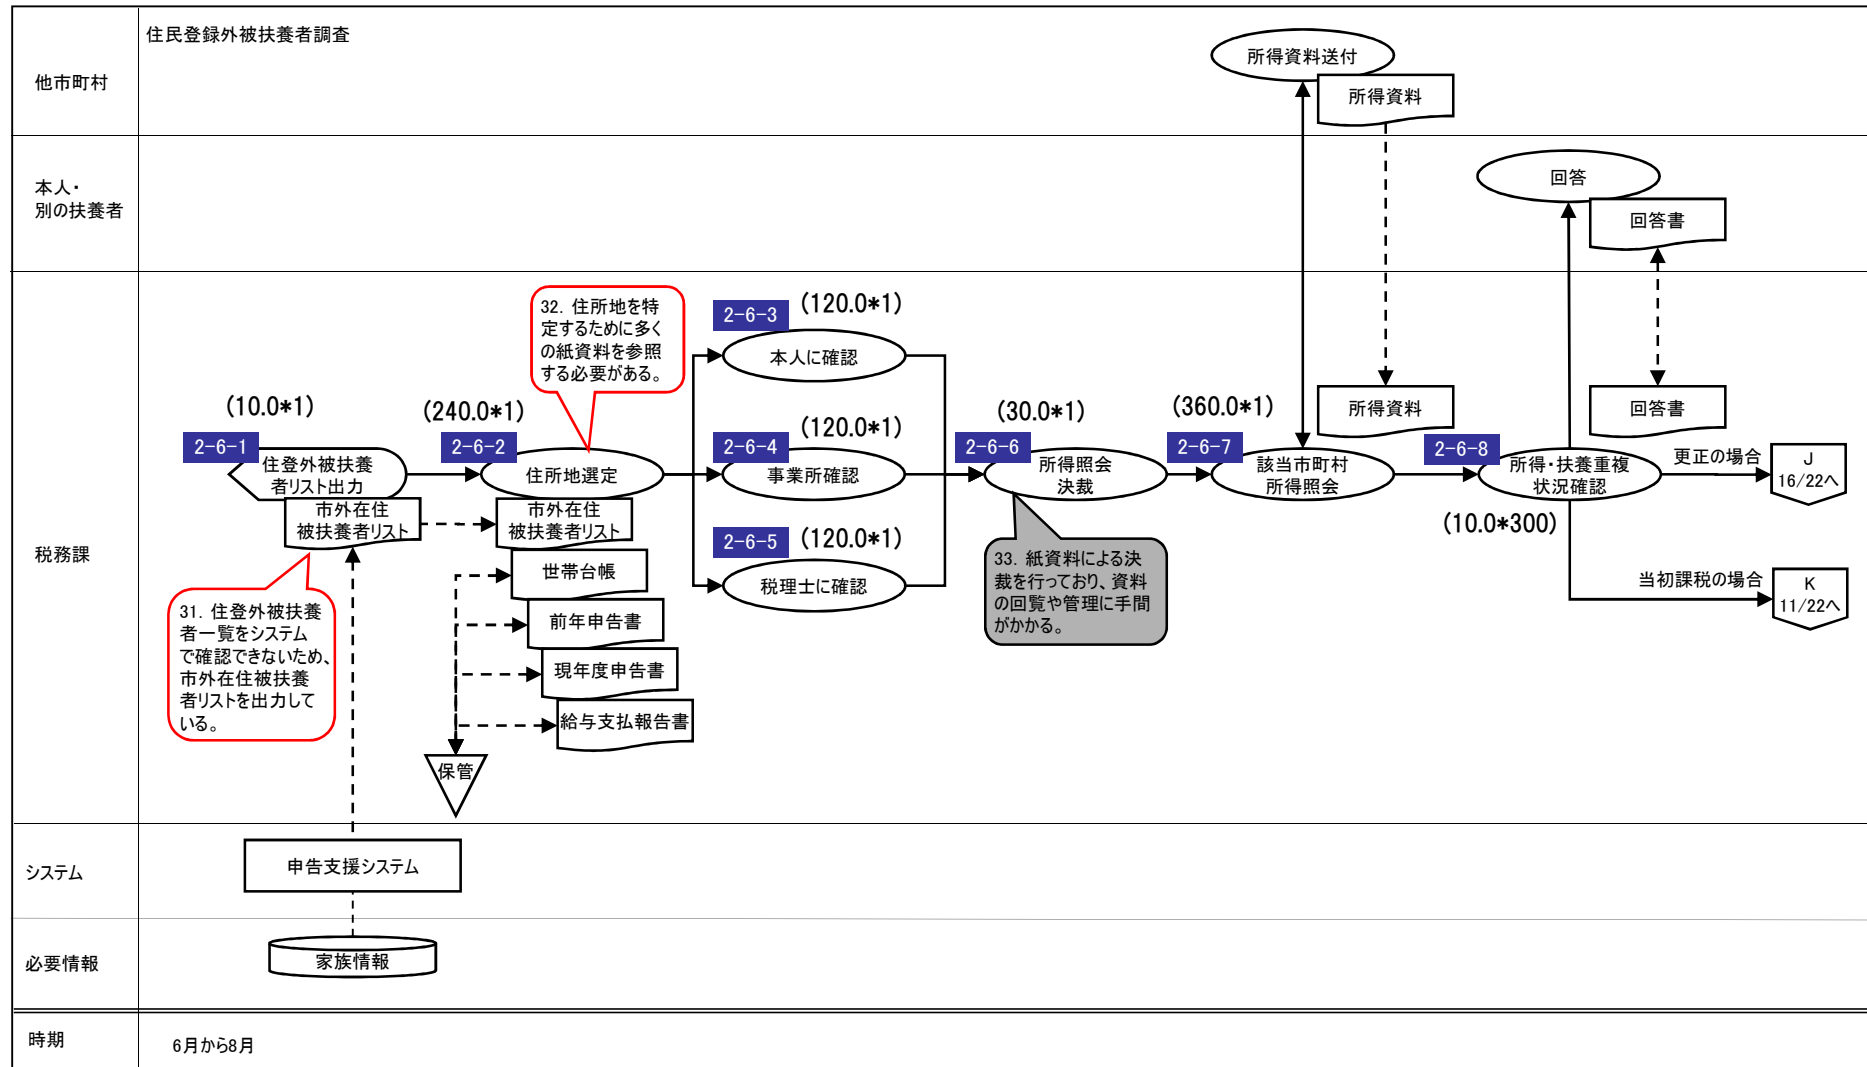 住民登録外被扶養者調査
他市町村
所得資料送付
所得資料
本人・
別の扶養者
回答
回答書
税務課
32. 住所地を特
定するために多く
の紙資料を参照
する必要がある。
2-6-3
(120.0*1)
本人に確認
(10.0*1)
2-6-1
住登外被扶養
者リスト出力
市外在住
被扶養者リスト
(240.0*1)
2-6-2
住所地選定
市外在住
被扶養者リスト
世帯台帳
前年申告書
現年度申告書
給与支払報告書
保管
31. 住登外被扶養
者一覧をシステム
で確認できないため、
市外在住被扶養
者リストを出力して
いる。
2-6-4
(120.0*1)
事業所確認
2-6-5
(120.0*1)
税理士に確認
(30.0*1)
2-6-6
所得照会
決裁
33. 紙資料による決
裁を行っており、資料
の回覧や管理に手間
がかかる。
(360.0*1)
2-6-7
該当市町村
所得照会
所得資料
回答書
2-6-8
所得・扶養重複
状況確認
(10.0*300)
更正の場合
J
16/22へ
当初課税の場合
K
11/22へ
システム
申告支援システム
必要情報
家族情報
時期
6月から8月